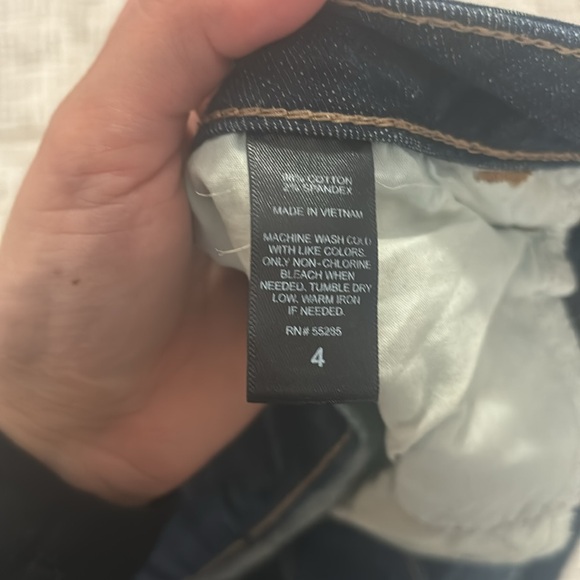 98% COTTON
2% SPANDEX
MADE IN VIETNAM
MACHINE WASH COLD
WITH LIKE COLORS.
ONLY NON-CHLORINE
BLEACH WHEN
NEEDED. TUMBLE DRY
LOW. WARM IRON
IF NEEDED.
RN# 55285
4